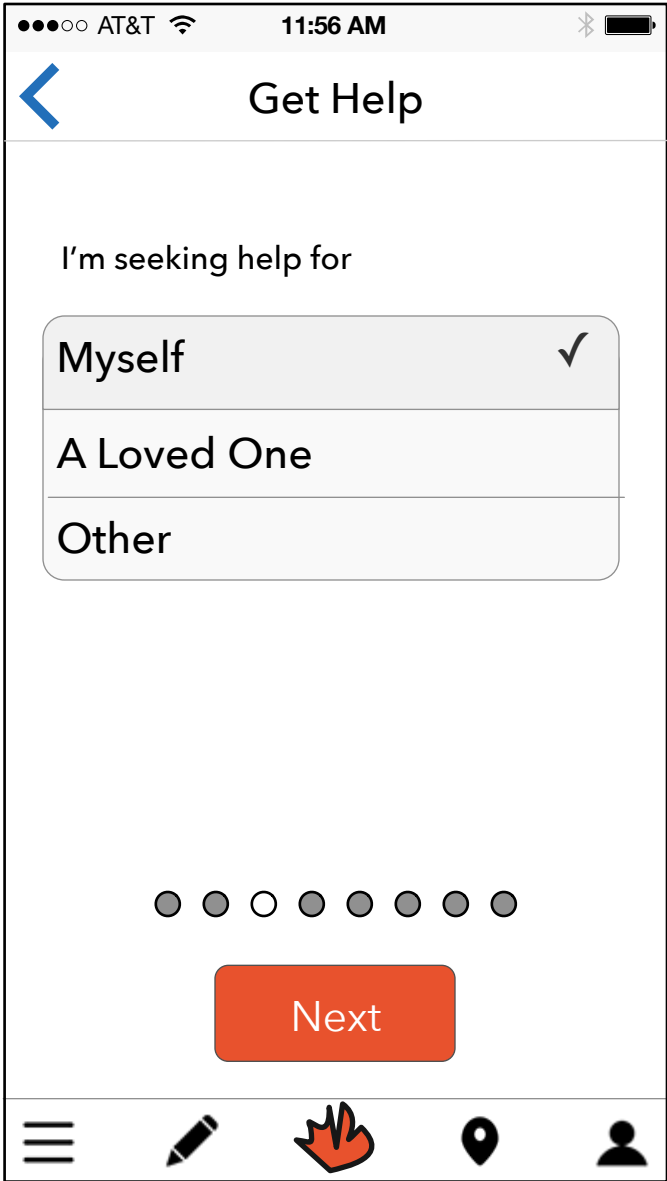 AT&T 11:56 AM
Get Help
I’m seeking help for
Myself
A Loved One
Other
Next